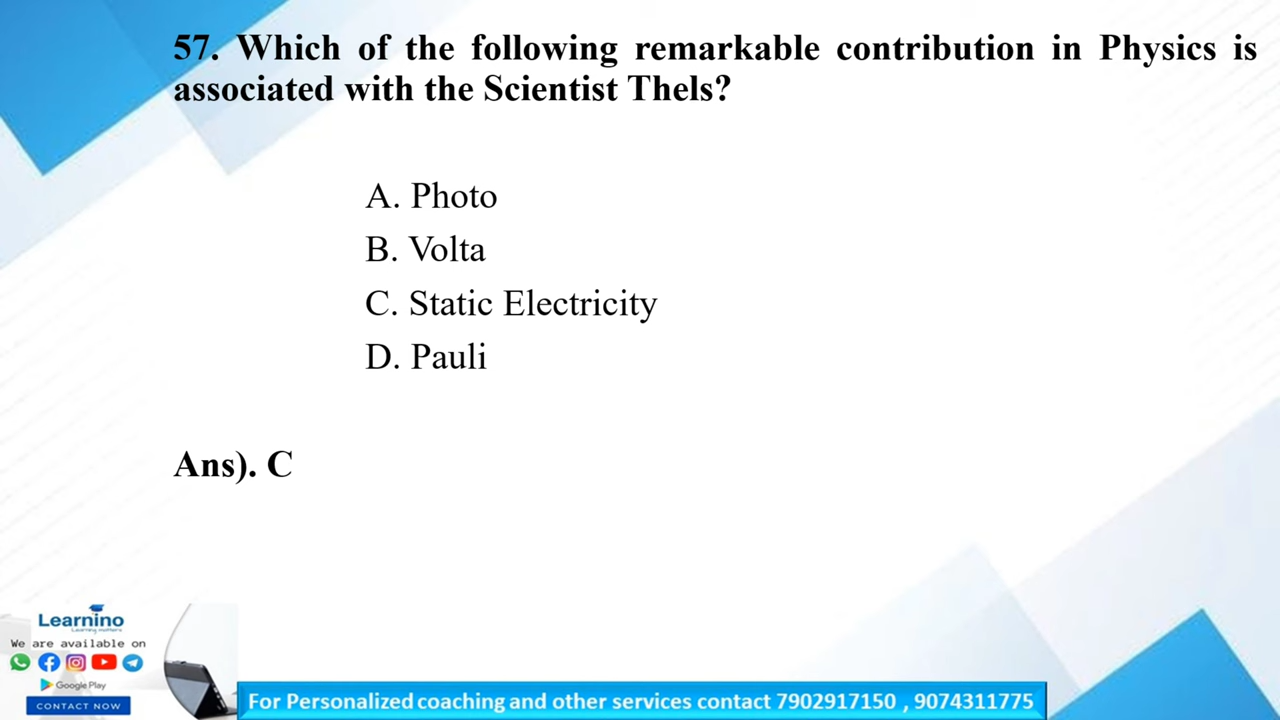 57. Which of the following remarkable contribution in Physics is
associated with the Scientist Thels?
A. Photo
B. Volta
C. Static Electricity
D. Pauli
Ans). C
Learnino
Learning matters
We are available on
Google Play
CONTACT NOW
For Personalized coaching and other services contact 7902917150 , 9074311775